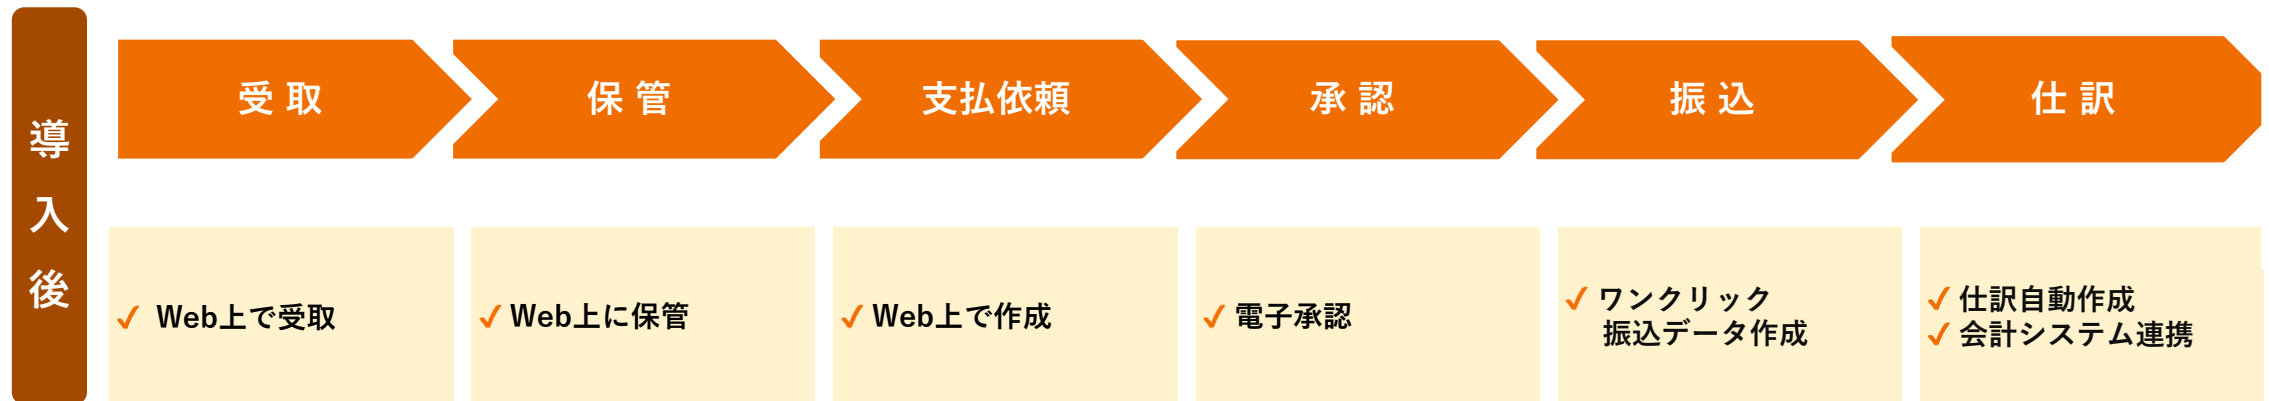 導入後
受取
保管
支払依頼
承認
振込
仕訳
✓ Web上で受取
✓ Web上に保管
✓ Web上で作成
✓ 電子承認
✓ ワンクリック
振込データ作成
✓ 仕訳自動作成
✓ 会計システム連携